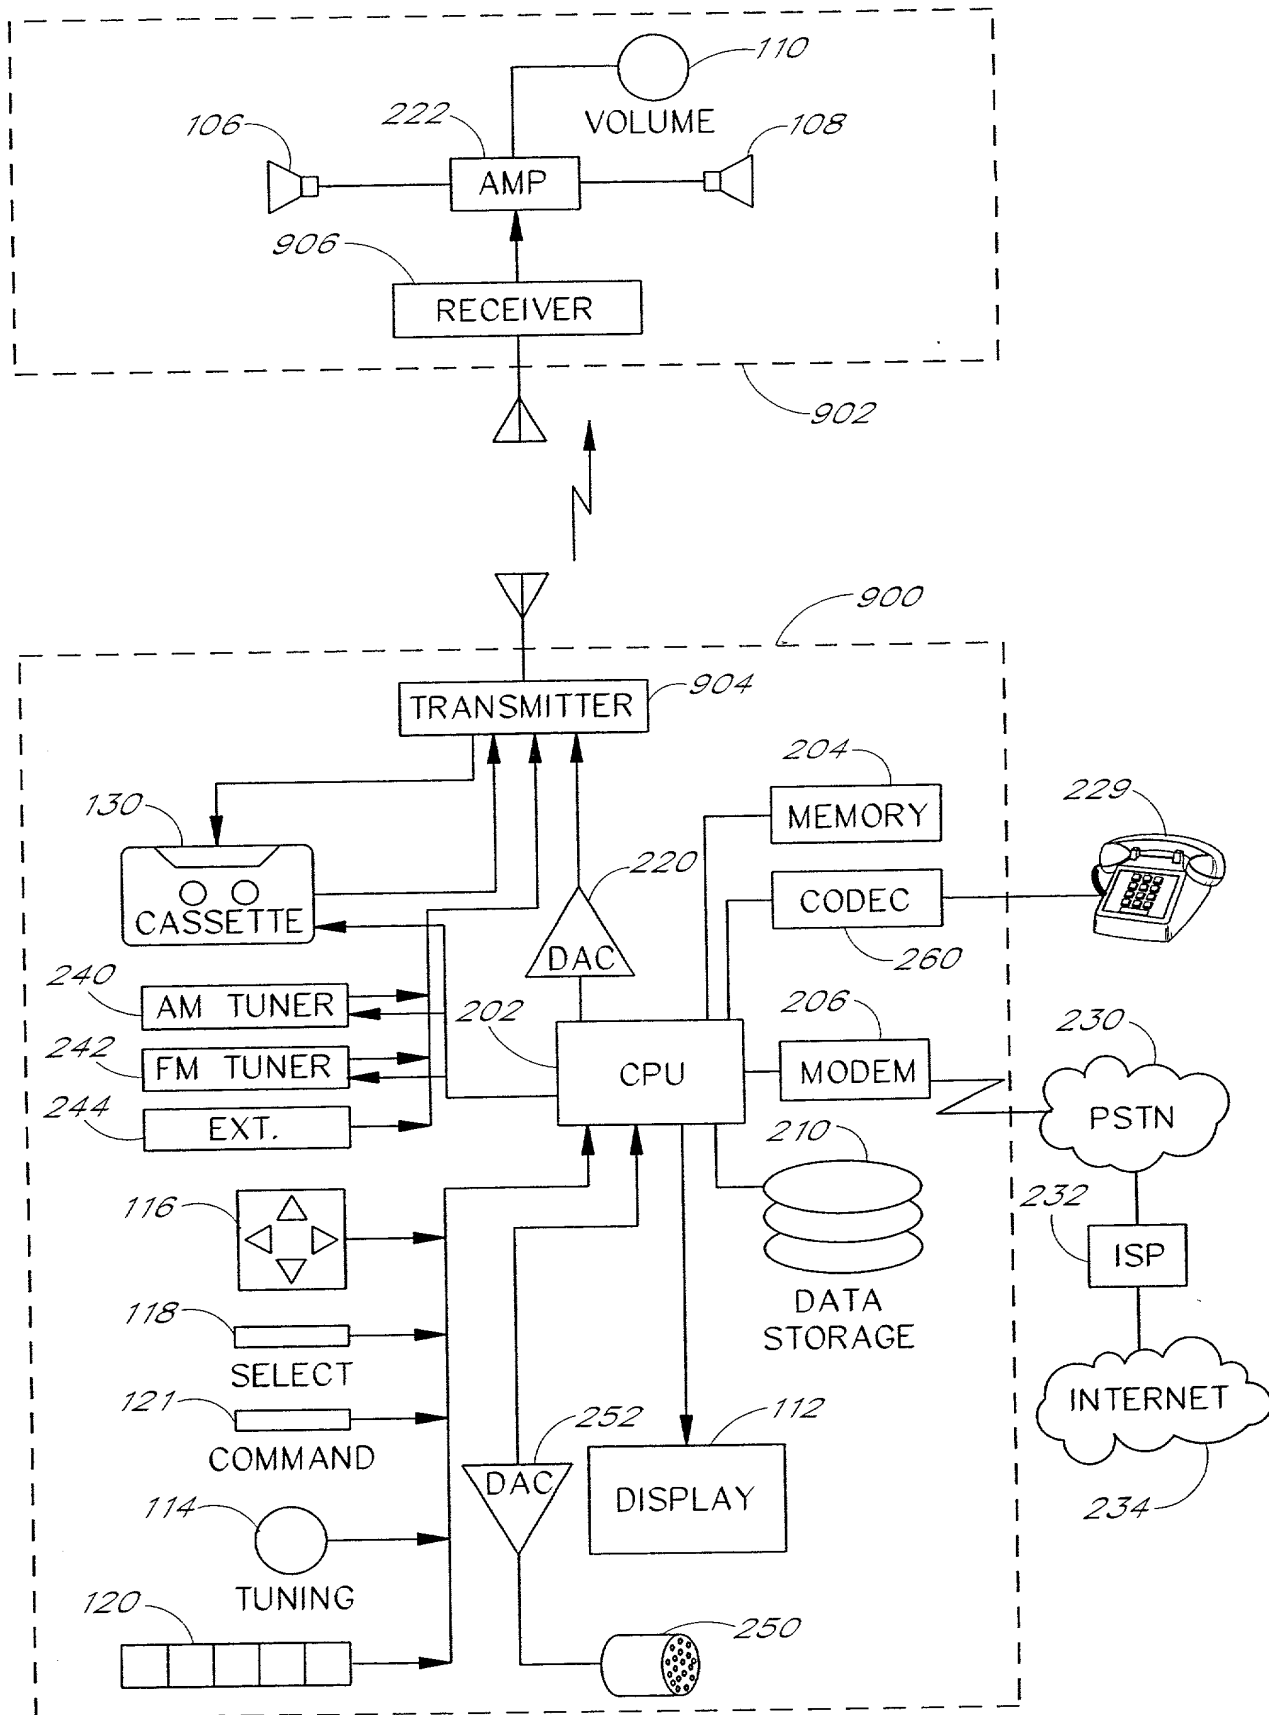 110
VOLUME
222
106
108
AMP
906
RECEIVER
902
900
904
TRANSMITTER
204
MEMORY
130
229
220
CODEC
CASSETTE
260
DAC
240
AM TUNER
202
206
230
242
FM TUNER
CPU
MODEM
PSTN
244
EXT.
210
116
232
ISP
DATA
STORAGE
118
SELECT
121
INTERNET
COMMAND
252
112
DAC
DISPLAY
234
114
TUNING
120
250